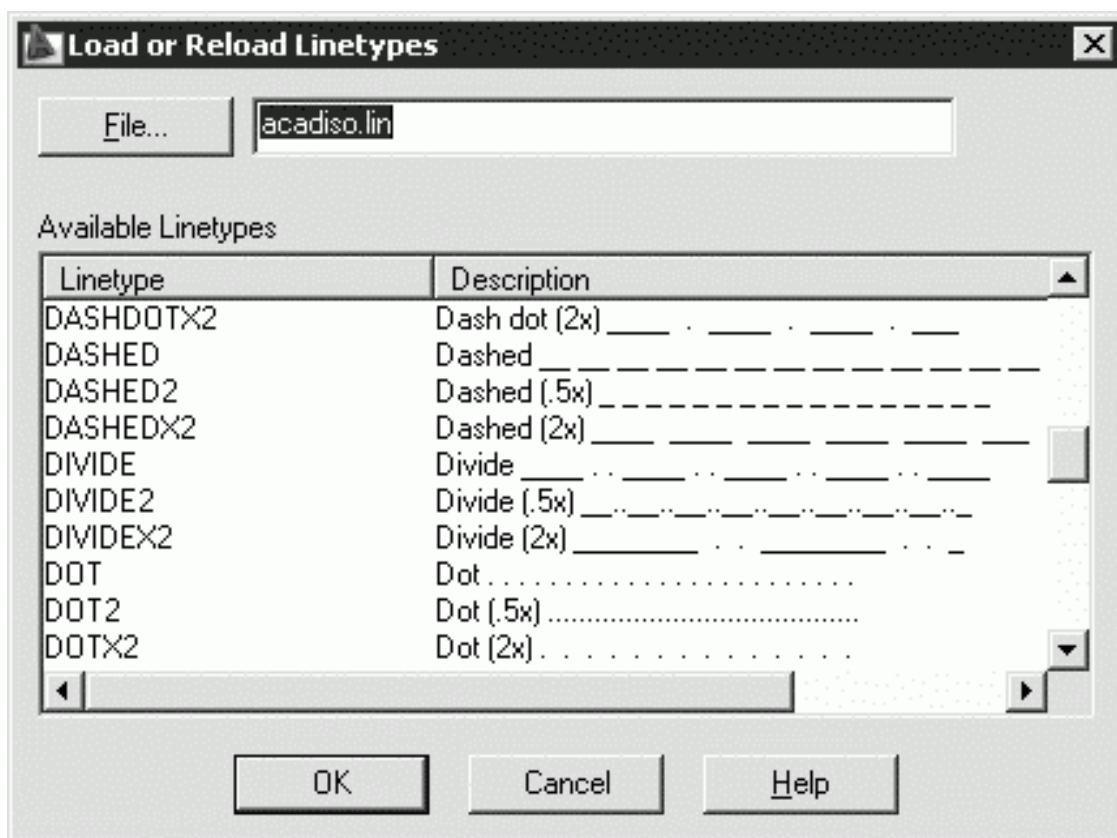 Load or Reload Linetypes
File...
acadiso.lin
Available Linetypes
Linetype Description
DASHDOTX2 Dash dot (2x) ____ . ____ . ____ . ___
DASHED Dashed __ __ __ __ __ __ __ __ __ __ __ __ __
DASHED2 Dashed (.5x) _ _ _ _ _ _ _ _ _ _ _ _ _ _ _ _ _
DASHEDX2 Dashed (2x) ____ ____ ____ ____ ____ ___
DIVIDE Divide ____ . . ____ . . ____ . . ____ . . ____
DIVIDE2 Divide (.5x) __..__..__..__..__..__..__..__.._
DIVIDEX2 Divide (2x) ________ . . ________ . . _
DOT Dot . . . . . . . . . . . . . . . . . . . . . . . .
DOT2 Dot (.5x) ........................................
DOTX2 Dot (2x) . . . . . . . . . . . . . .
OK Cancel Help